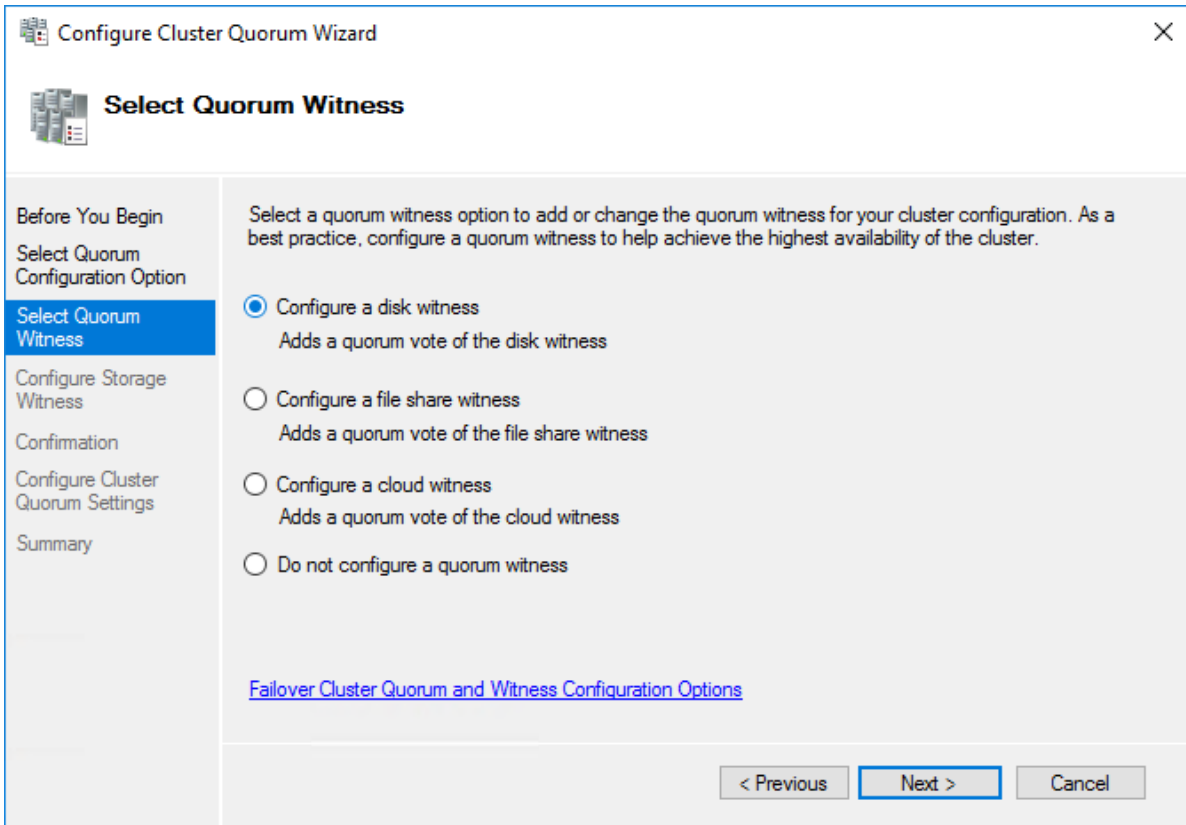 Configure Cluster Quorum Wizard
Select Quorum Witness
Before You Begin
Select Quorum
Configuration Option
Select Quorum
Witness
Configure Storage
Witness
Confirmation
Configure Cluster
Quorum Settings
Summary
Select a quorum witness option to add or change the quorum witness for your cluster configuration. As a
best practice, configure a quorum witness to help achieve the highest availability of the cluster.
Configure a disk witness
Adds a quorum vote of the disk witness
Configure a file share witness
Adds a quorum vote of the file share witness
Configure a cloud witness
Adds a quorum vote of the cloud witness
Do not configure a quorum witness
Failover Cluster Quorum and Witness Configuration Options
< Previous
Next >
Cancel